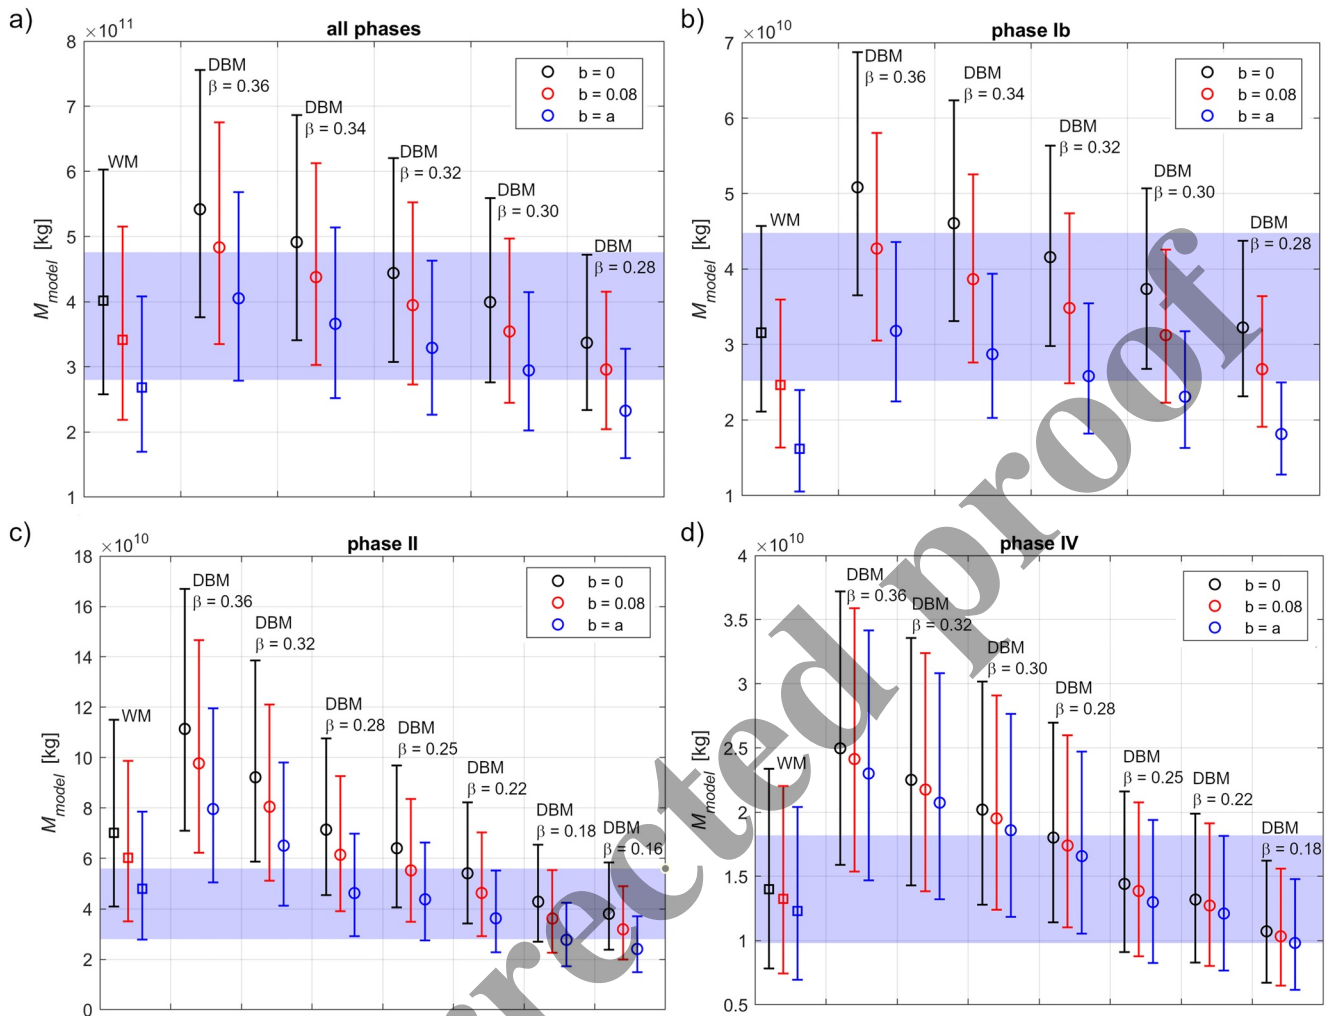 a)
all phases
×10^11
8
7
6
5
4
3
2
1
M_model [kg]
WM
DBM
β = 0.36
DBM
β = 0.34
DBM
β = 0.32
DBM
β = 0.30
DBM
β = 0.28
b = 0
b = 0.08
b = a
b)
phase Ib
×10^10
7
6
5
4
3
2
1
M_model [kg]
WM
DBM
β = 0.36
DBM
β = 0.34
DBM
β = 0.32
DBM
β = 0.30
DBM
β = 0.28
b = 0
b = 0.08
b = a
c)
phase II
×10^10
18
16
14
12
10
8
6
4
2
0
M_model [kg]
WM
DBM
β = 0.36
DBM
β = 0.32
DBM
β = 0.28
DBM
β = 0.25
DBM
β = 0.22
DBM
β = 0.18
DBM
β = 0.16
b = 0
b = 0.08
b = a
d)
phase IV
×10^10
4
3.5
3
2.5
2
1.5
1
0.5
M_model [kg]
WM
DBM
β = 0.36
DBM
β = 0.32
DBM
β = 0.30
DBM
β = 0.28
DBM
β = 0.25
DBM
β = 0.22
DBM
β = 0.18
b = 0
b = 0.08
b = a
rected proof